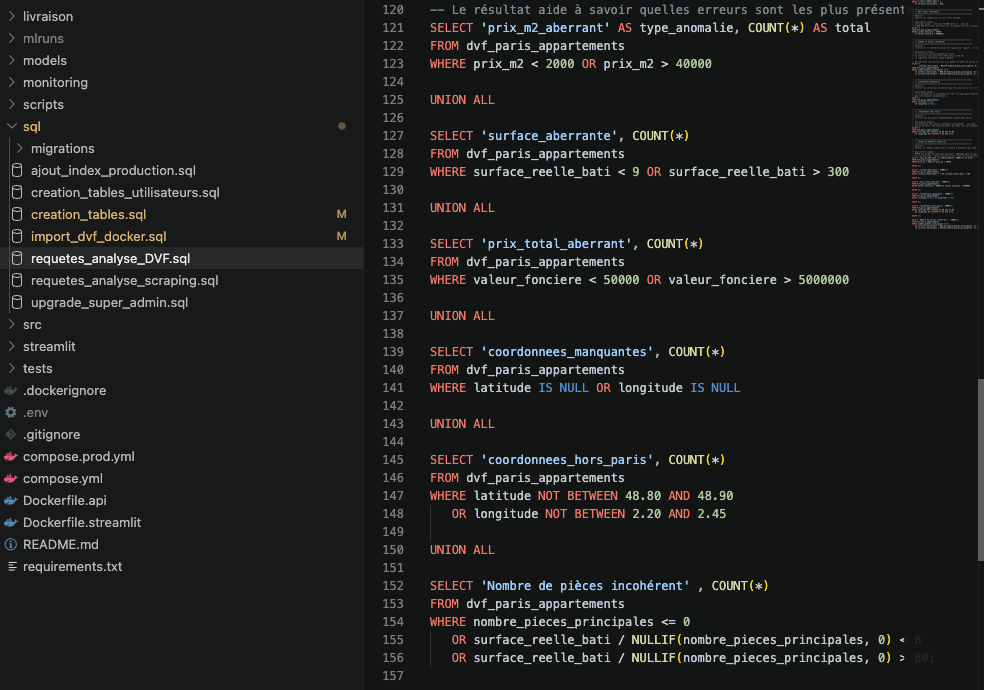 livraison
mlruns
models
monitoring
scripts
sql
migrations
ajout_index_production.sql
creation_tables_utilisateurs.sql
creation_tables.sql M
import_dvf_docker.sql M
requetes_analyse_DVF.sql
requetes_analyse_scraping.sql
upgrade_super_admin.sql
src
streamlit
tests
.dockerignore
.env
.gitignore
compose.prod.yml
compose.yml
Dockerfile.api
Dockerfile.streamlit
README.md
requirements.txt
120 -- Le résultat aide à savoir quelles erreurs sont les plus présent
121 SELECT 'prix_m2_aberrant' AS type_anomalie, COUNT(*) AS total
122 FROM dvf_paris_appartements
123 WHERE prix_m2 < 2000 OR prix_m2 > 40000
124
125 UNION ALL
126
127 SELECT 'surface_aberrante', COUNT(*)
128 FROM dvf_paris_appartements
129 WHERE surface_reelle_bati < 9 OR surface_reelle_bati > 300
130
131 UNION ALL
132
133 SELECT 'prix_total_aberrant', COUNT(*)
134 FROM dvf_paris_appartements
135 WHERE valeur_fonciere < 50000 OR valeur_fonciere > 5000000
136
137 UNION ALL
138
139 SELECT 'coordonnees_manquantes', COUNT(*)
140 FROM dvf_paris_appartements
141 WHERE latitude IS NULL OR longitude IS NULL
142
143 UNION ALL
144
145 SELECT 'coordonnees_hors_paris', COUNT(*)
146 FROM dvf_paris_appartements
147 WHERE latitude NOT BETWEEN 48.80 AND 48.90
148 OR longitude NOT BETWEEN 2.20 AND 2.45
149
150 UNION ALL
151
152 SELECT 'Nombre de pièces incohérent' , COUNT(*)
153 FROM dvf_paris_appartements
154 WHERE nombre_pieces_principales <= 0
155 OR surface_reelle_bati / NULLIF(nombre_pieces_principales, 0) < 8
156 OR surface_reelle_bati / NULLIF(nombre_pieces_principales, 0) > 80;
157